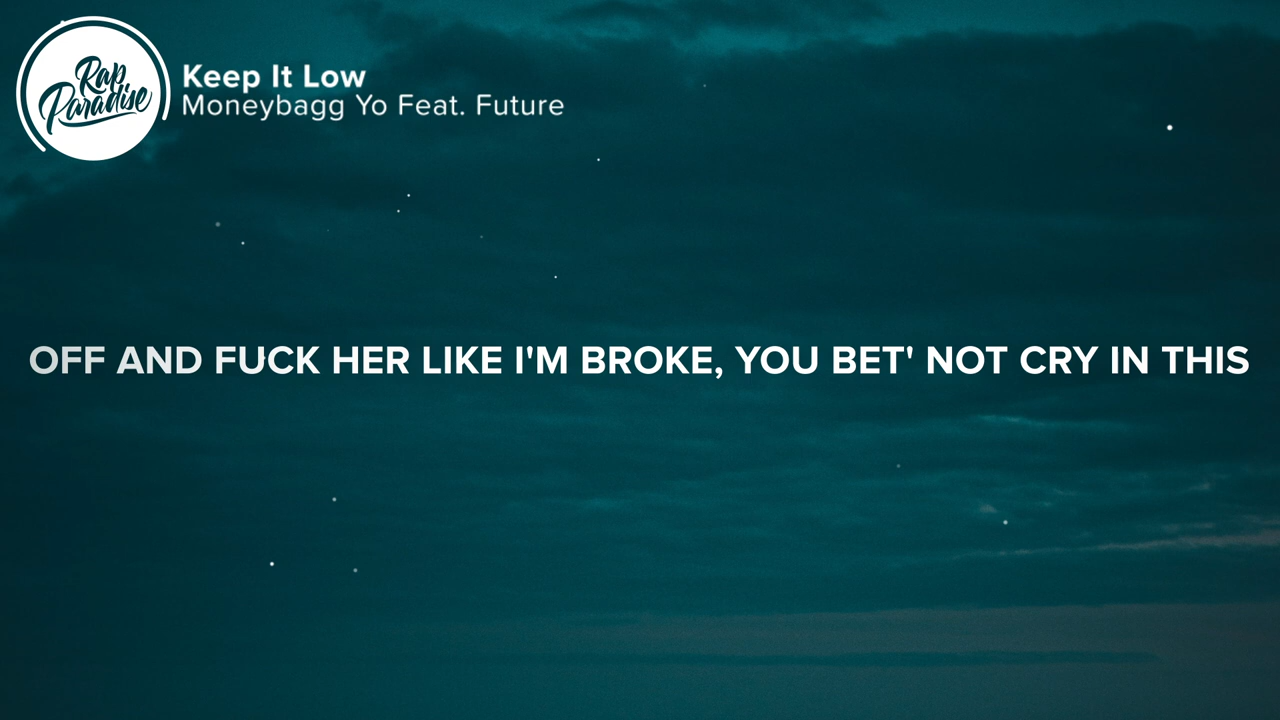 Rap
Paradise
Keep It Low
Moneybagg Yo Feat. Future
OFF AND FUCK HER LIKE I'M BROKE, YOU BET' NOT CRY IN THIS